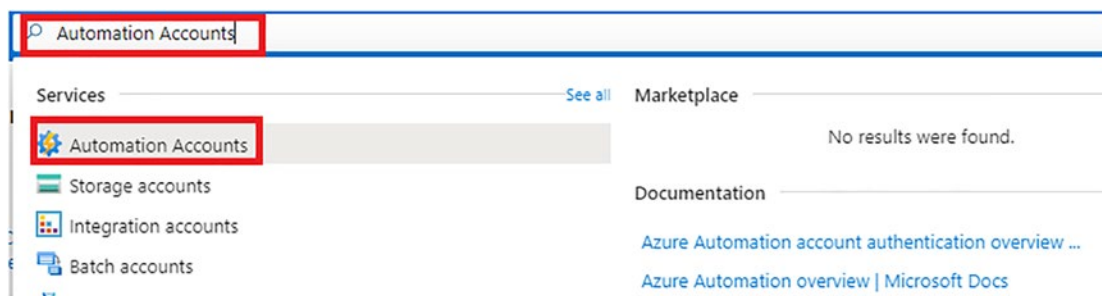 Automation Accounts
Services
See all
Automation Accounts
Storage accounts
Integration accounts
Batch accounts
Marketplace
No results were found.
Documentation
Azure Automation account authentication overview ...
Azure Automation overview | Microsoft Docs